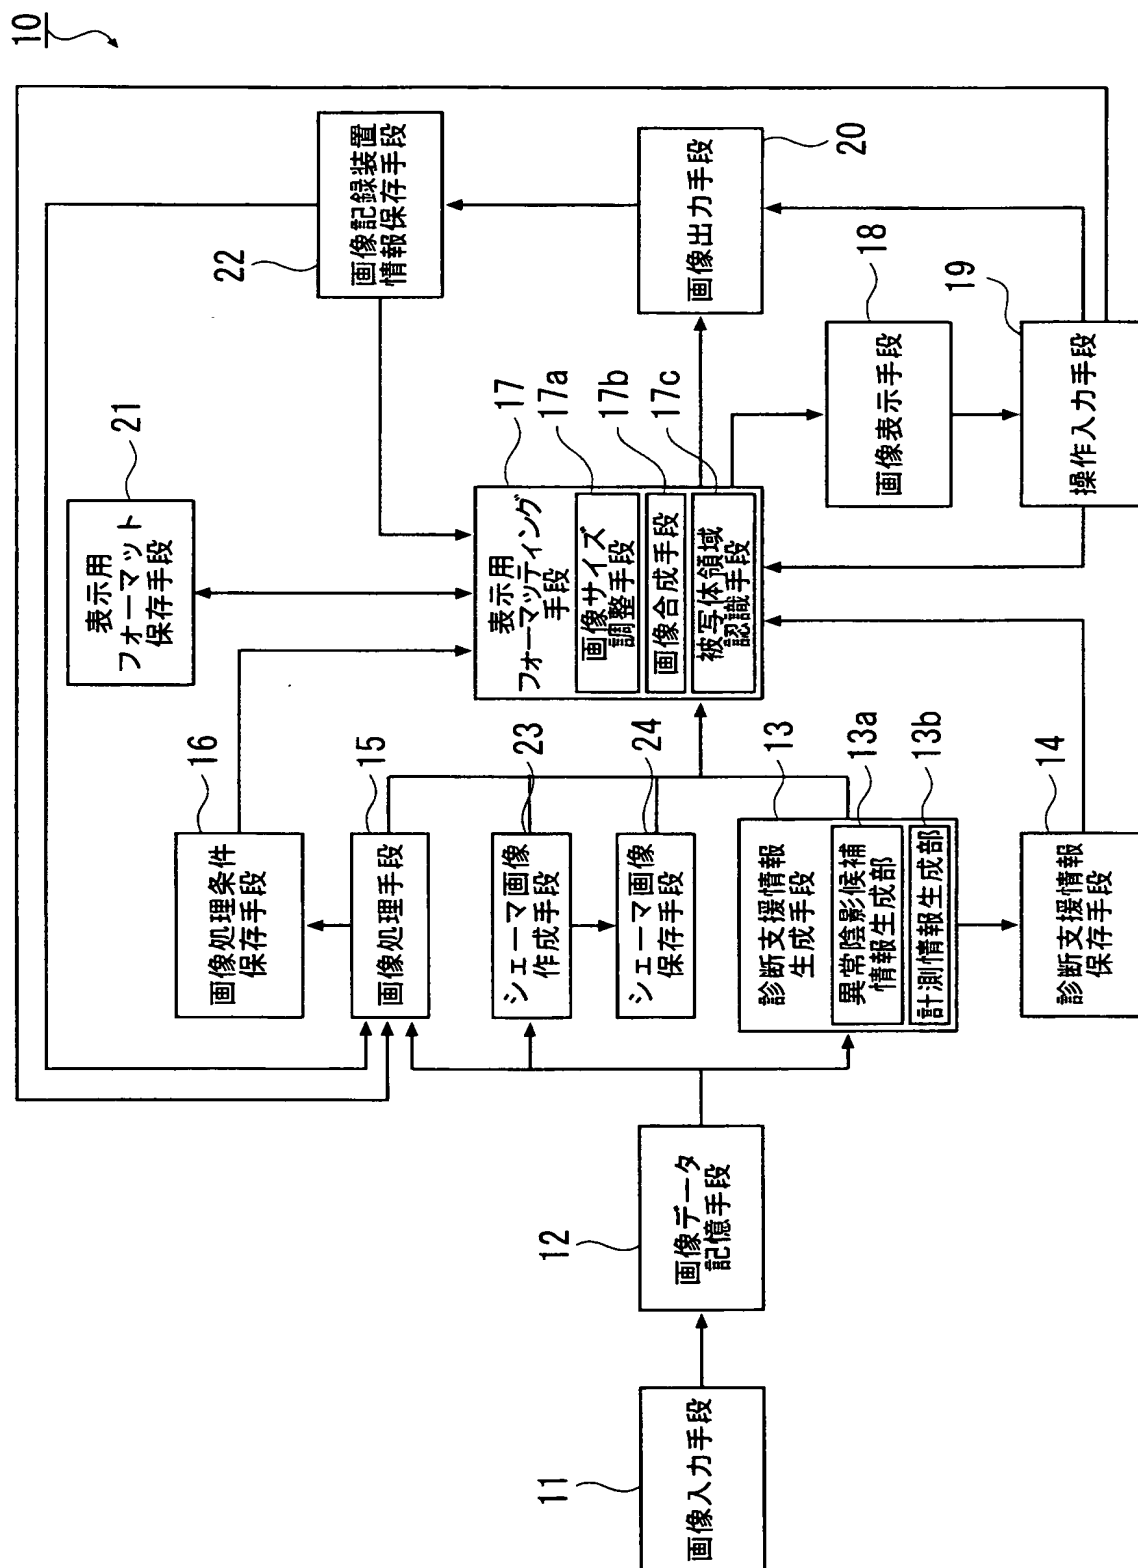 10
画像入力手段
11
画像データ
記憶手段
12
画像処理条件
保存手段
16
画像処理手段
15
シェーマ画像
作成手段
23
シェーマ画像
保存手段
24
診断支援情報
生成手段
13
異常陰影候補
情報生成部
13a
計測情報生成部
13b
診断支援情報
保存手段
14
表示用
フォーマット
保存手段
21
表示用
フォーマッティング
手段
17
画像サイズ
調整手段
17a
画像合成手段
17b
被写体領域
認識手段
17c
画像記録装置
情報保存手段
22
画像出力手段
20
画像表示手段
18
操作入力手段
19